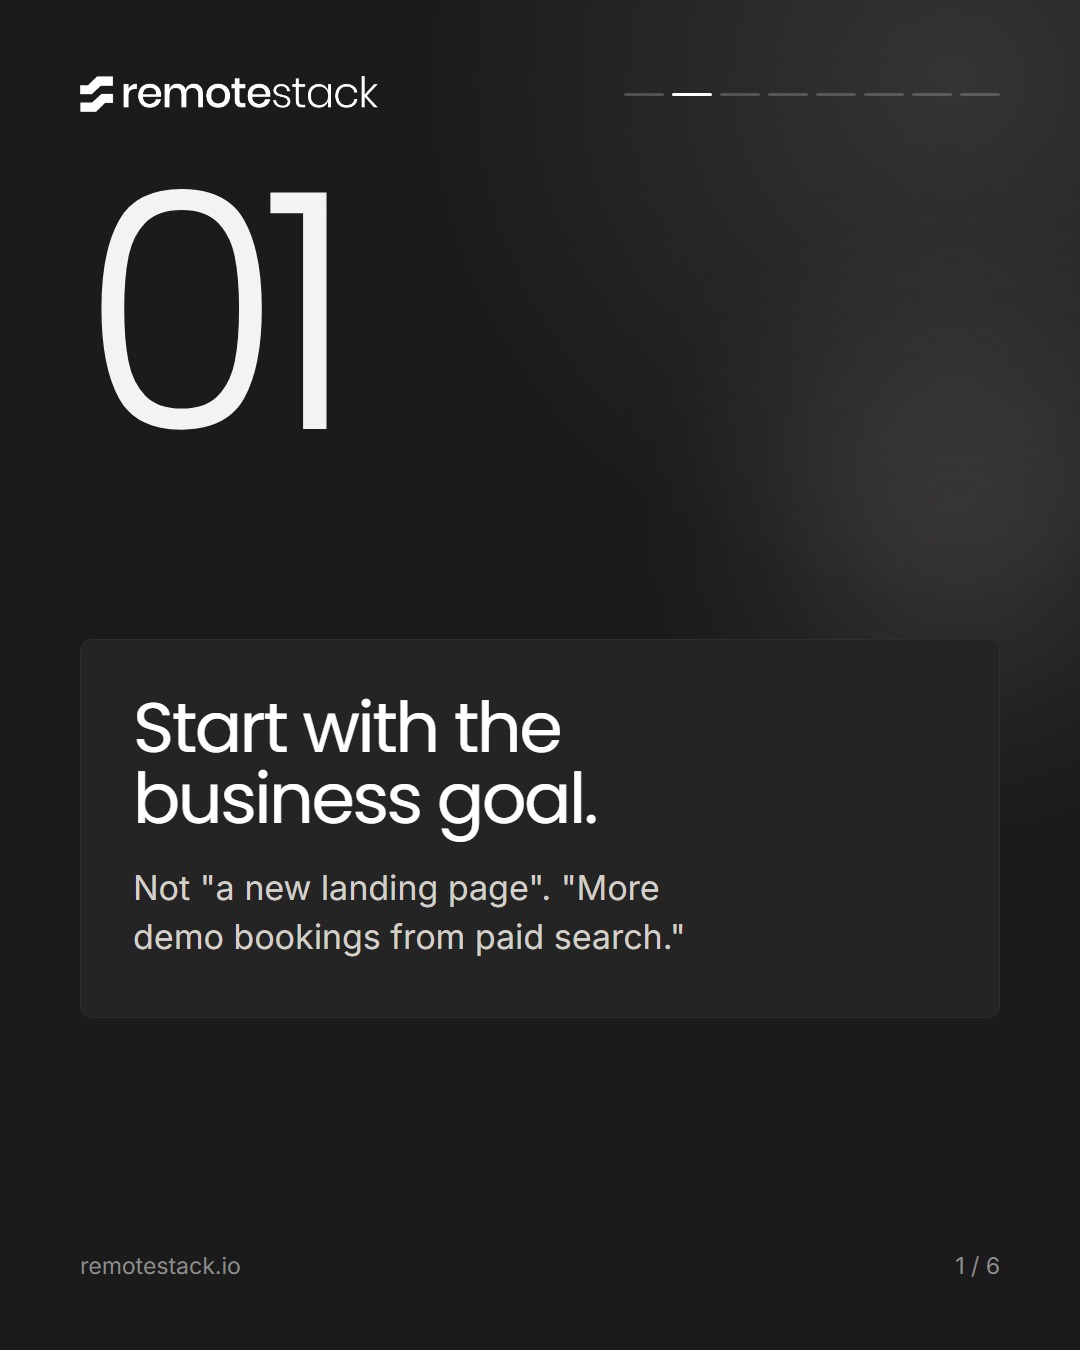 remotestack
01
Start with the
business goal.
Not "a new landing page". "More
demo bookings from paid search."
remotestack.io
1 / 6